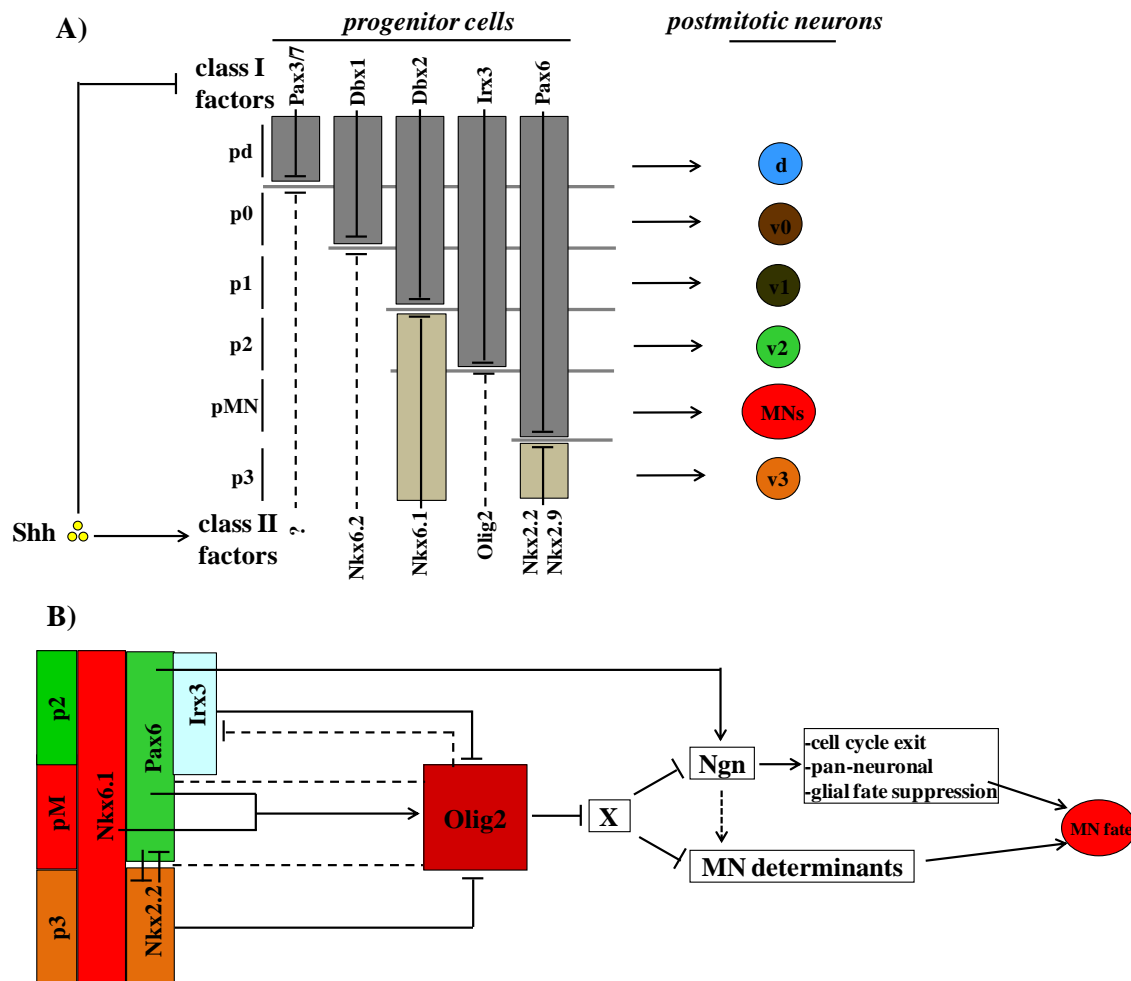 A)
progenitor cells
postmitotic neurons
class I
factors
Pax3/7
Dbx1
Dbx2
Irx3
Pax6
pd
p0
p1
p2
pMN
p3
d
v0
v1
v2
MNs
v3
Shh
class II
factors
?.
Nkx6.2
Nkx6.1
Olig2
Nkx2.2
Nkx2.9
B)
p2
pM
p3
Nkx6.1
Pax6
Irx3
Nkx2.2
Olig2
X
Ngn
MN determinants
-cell cycle exit
-pan-neuronal
-glial fate suppression
MN fate